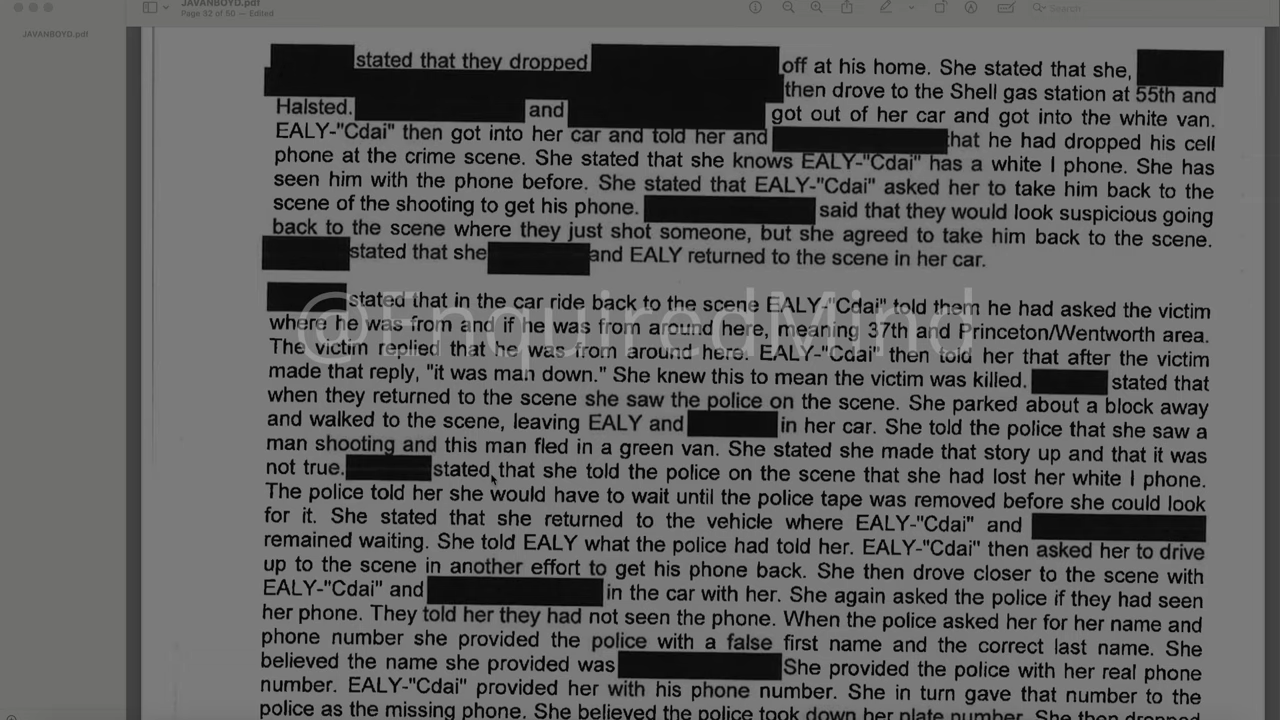 JAVANBOYD.pdf
Page 32 of 50 — Edited
Search
JAVANBOYD.pdf
stated that they dropped off at his home. She stated that she,
then drove to the Shell gas station at 55th and
Halsted. and got out of her car and got into the white van.
EALY-"Cdai" then got into her car and told her and that he had dropped his cell
phone at the crime scene. She stated that she knows EALY-"Cdai" has a white I phone. She has
seen him with the phone before. She stated that EALY-"Cdai" asked her to take him back to the
scene of the shooting to get his phone. said that they would look suspicious going
back to the scene where they just shot someone, but she agreed to take him back to the scene.
stated that she and EALY returned to the scene in her car.
stated that in the car ride back to the scene EALY-"Cdai" told them he had asked the victim
where he was from and if he was from around here, meaning 37th and Princeton/Wentworth area.
@EnquiredMind
The victim replied that he was from around here. EALY-"Cdai" then told her that after the victim
made that reply, "it was man down." She knew this to mean the victim was killed. stated that
when they returned to the scene she saw the police on the scene. She parked about a block away
and walked to the scene, leaving EALY and in her car. She told the police that she saw a
man shooting and this man fled in a green van. She stated she made that story up and that it was
not true. stated that she told the police on the scene that she had lost her white I phone.
The police told her she would have to wait until the police tape was removed before she could look
for it. She stated that she returned to the vehicle where EALY-"Cdai" and
remained waiting. She told EALY what the police had told her. EALY-"Cdai" then asked her to drive
up to the scene in another effort to get his phone back. She then drove closer to the scene with
EALY-"Cdai" and in the car with her. She again asked the police if they had seen
her phone. They told her they had not seen the phone. When the police asked her for her name and
phone number she provided the police with a false first name and the correct last name. She
believed the name she provided was She provided the police with her real phone
number. EALY-"Cdai" provided her with his phone number. She in turn gave that number to the
police as the missing phone. She believed the police took down her plate number. She then dropped